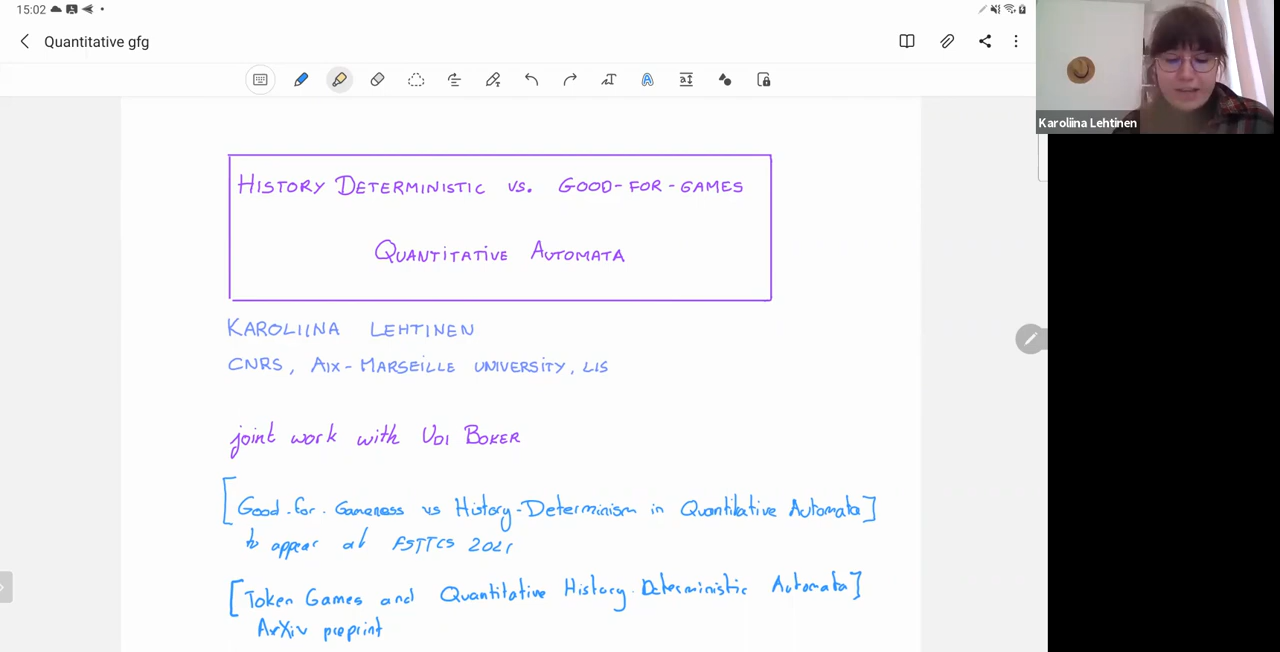 15:02
Quantitative gfg
Karoliina Lehtinen
HISTORY DETERMINISTIC VS. GOOD-FOR-GAMES
QUANTITATIVE AUTOMATA
KAROLIINA LEHTINEN
CNRS, AIX-MARSEILLE UNIVERSITY, LIS
joint work with UDI BOKER
[Good-for-Gameness vs History-Determinism in Quantitative Automata]
to appear at FSTTCS 2021
[Token Games and Quantitative History-Deterministic Automata]
ArXiv preprint